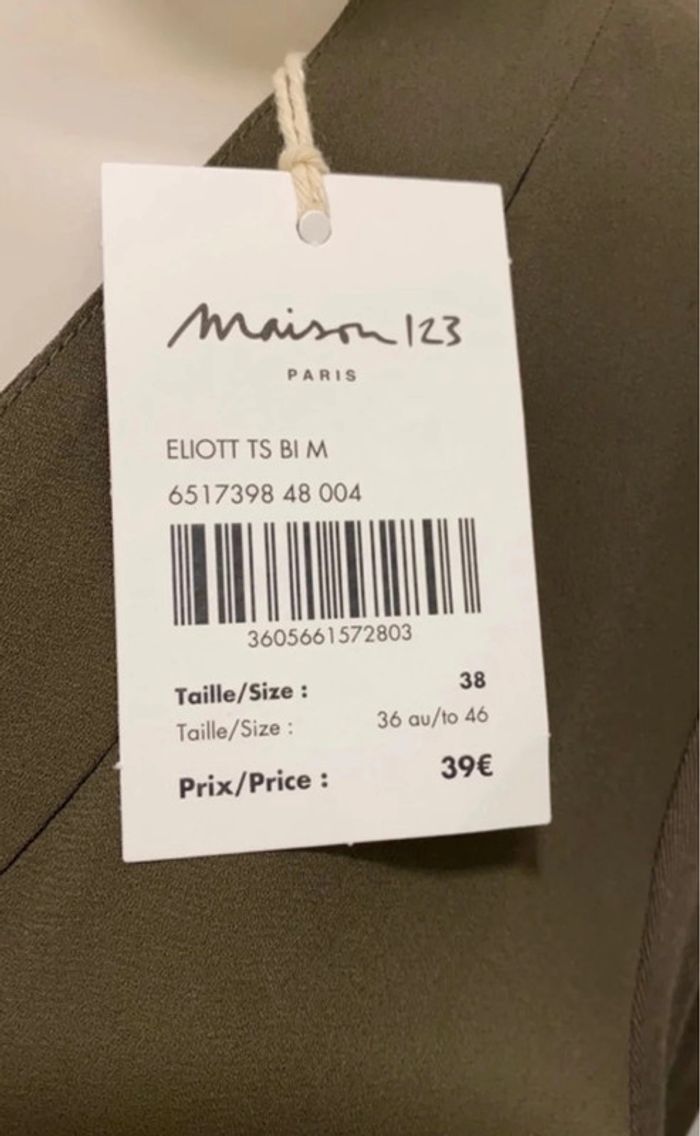 Maison 123
PARIS
ELIOTT TS BI M
6517398 48 004
3605661572803
Taille/Size : 38
Taille/Size : 36 au/to 46
Prix/Price : 39€